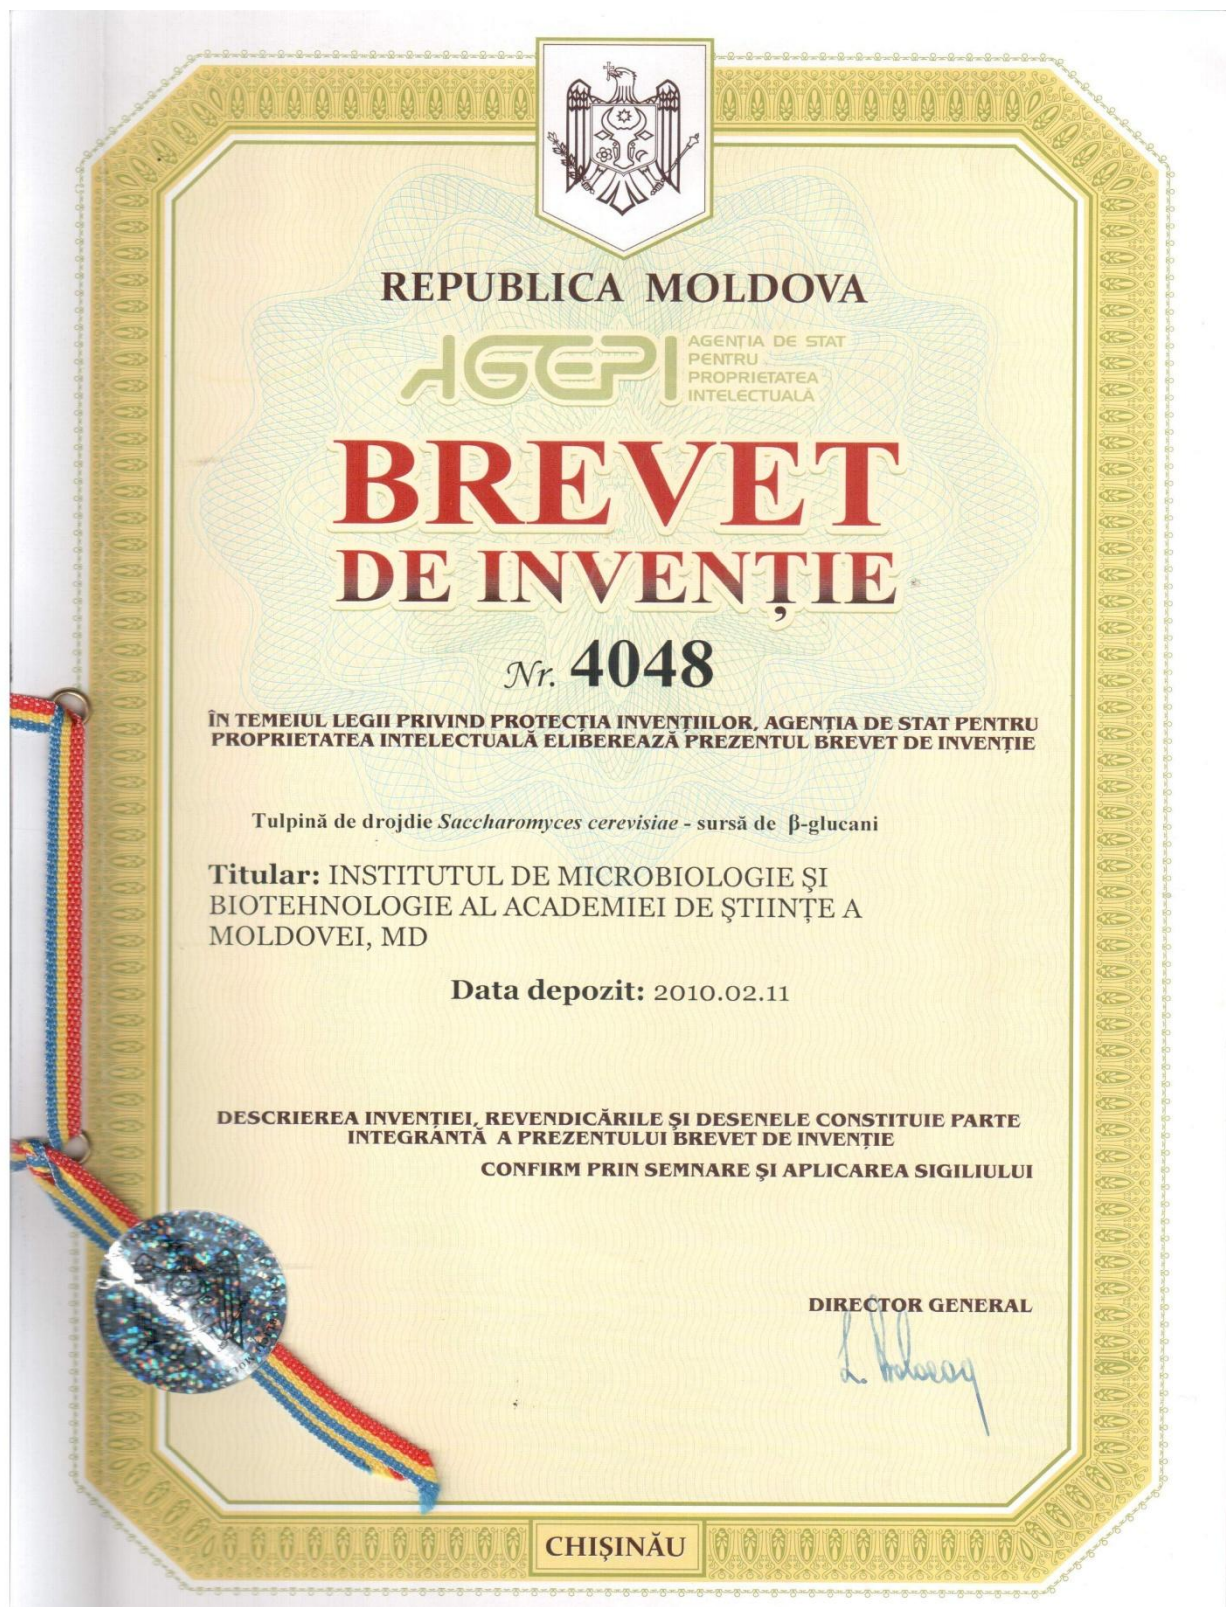 REPUBLICA MOLDOVA
AGEPI
AGENŢIA DE STAT
PENTRU
PROPRIETATEA
INTELECTUALĂ
BREVET
DE INVENȚIE
Nr. 4048
ÎN TEMEIUL LEGII PRIVIND PROTECȚIA INVENȚIILOR, AGENȚIA DE STAT PENTRU
PROPRIETATEA INTELECTUALĂ ELIBEREAZĂ PREZENTUL BREVET DE INVENȚIE
Tulpină de drojdie Saccharomyces cerevisiae - sursă de β-glucani
Titular: INSTITUTUL DE MICROBIOLOGIE ŞI
BIOTEHNOLOGIE AL ACADEMIEI DE ŞTIINȚE A
MOLDOVEI, MD
Data depozit: 2010.02.11
DESCRIEREA INVENȚIEI, REVENDICĂRILE ŞI DESENELE CONSTITUIE PARTE
INTEGRANTĂ A PREZENTULUI BREVET DE INVENȚIE
CONFIRM PRIN SEMNARE ŞI APLICAREA SIGILIULUI
DIRECTOR GENERAL
CHIŞINĂU